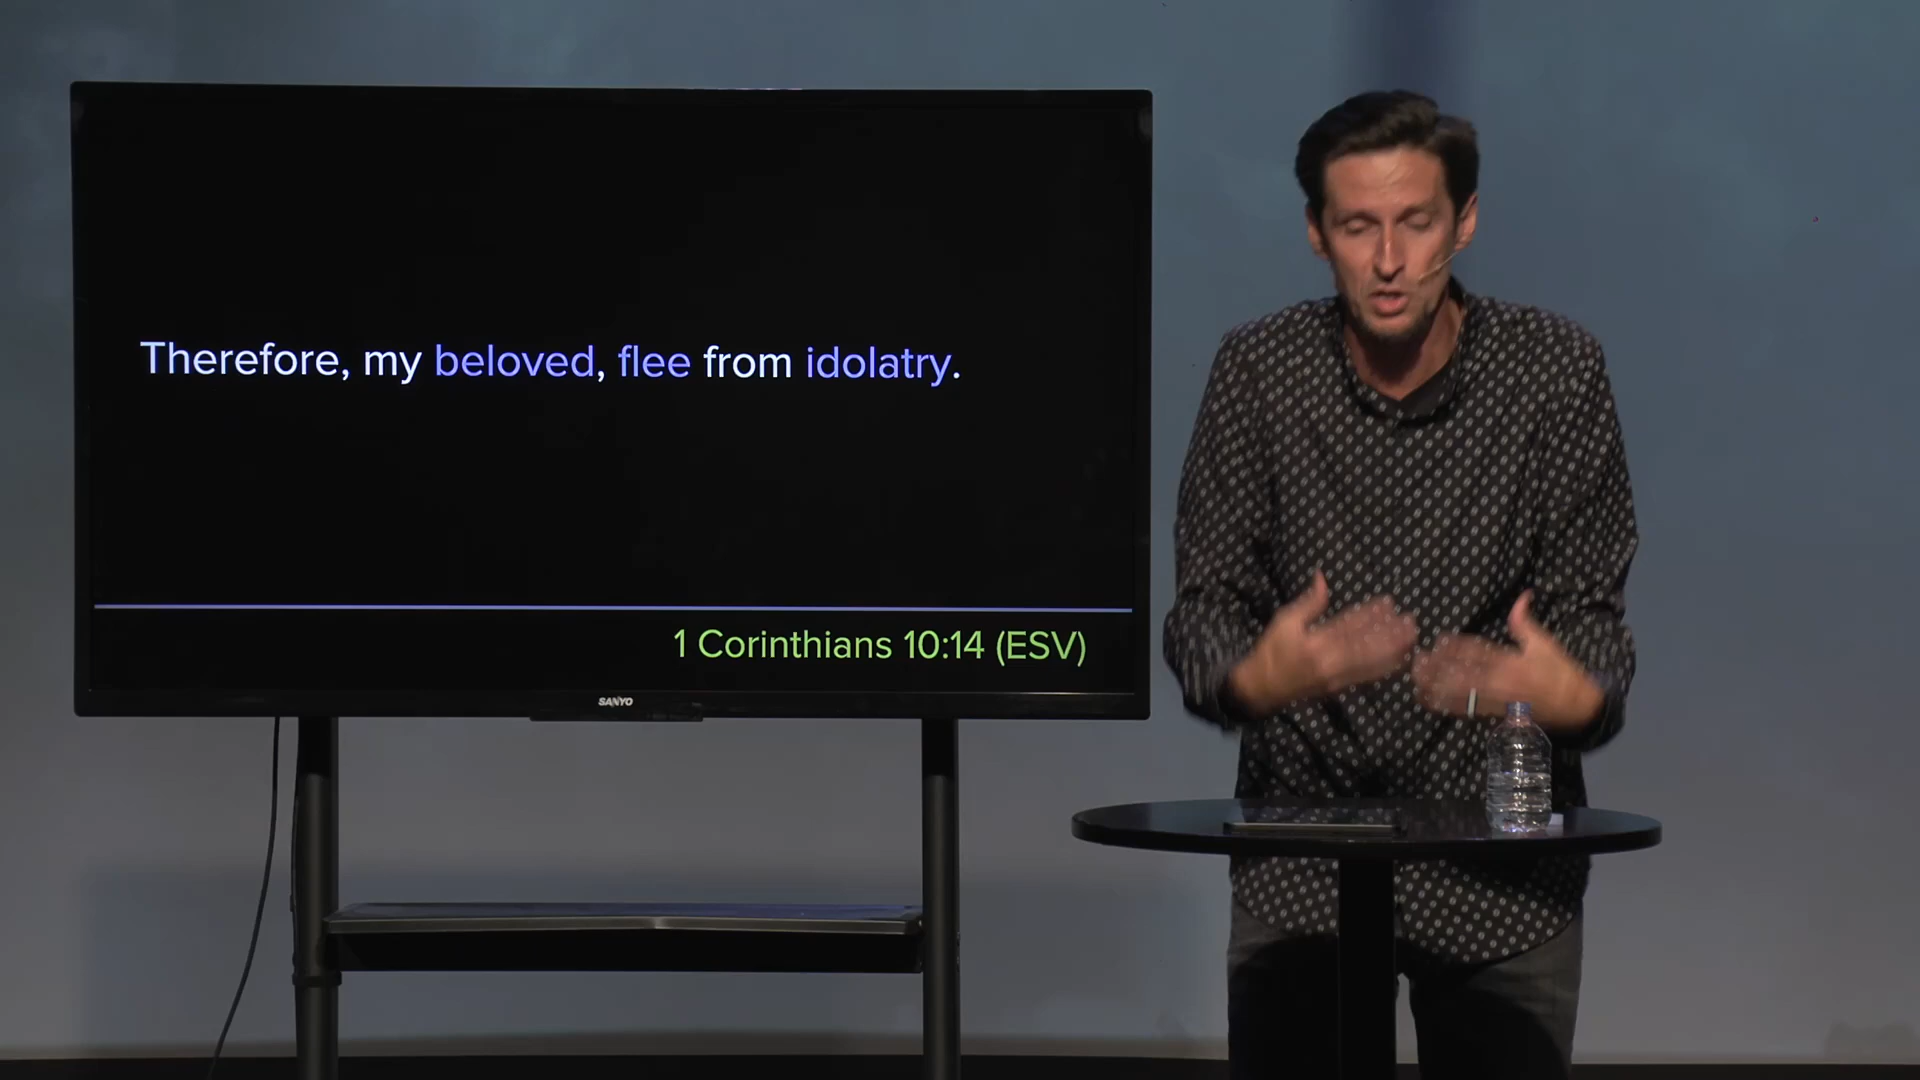 Therefore, my beloved, flee from idolatry.
1 Corinthians 10:14 (ESV)
SANYO